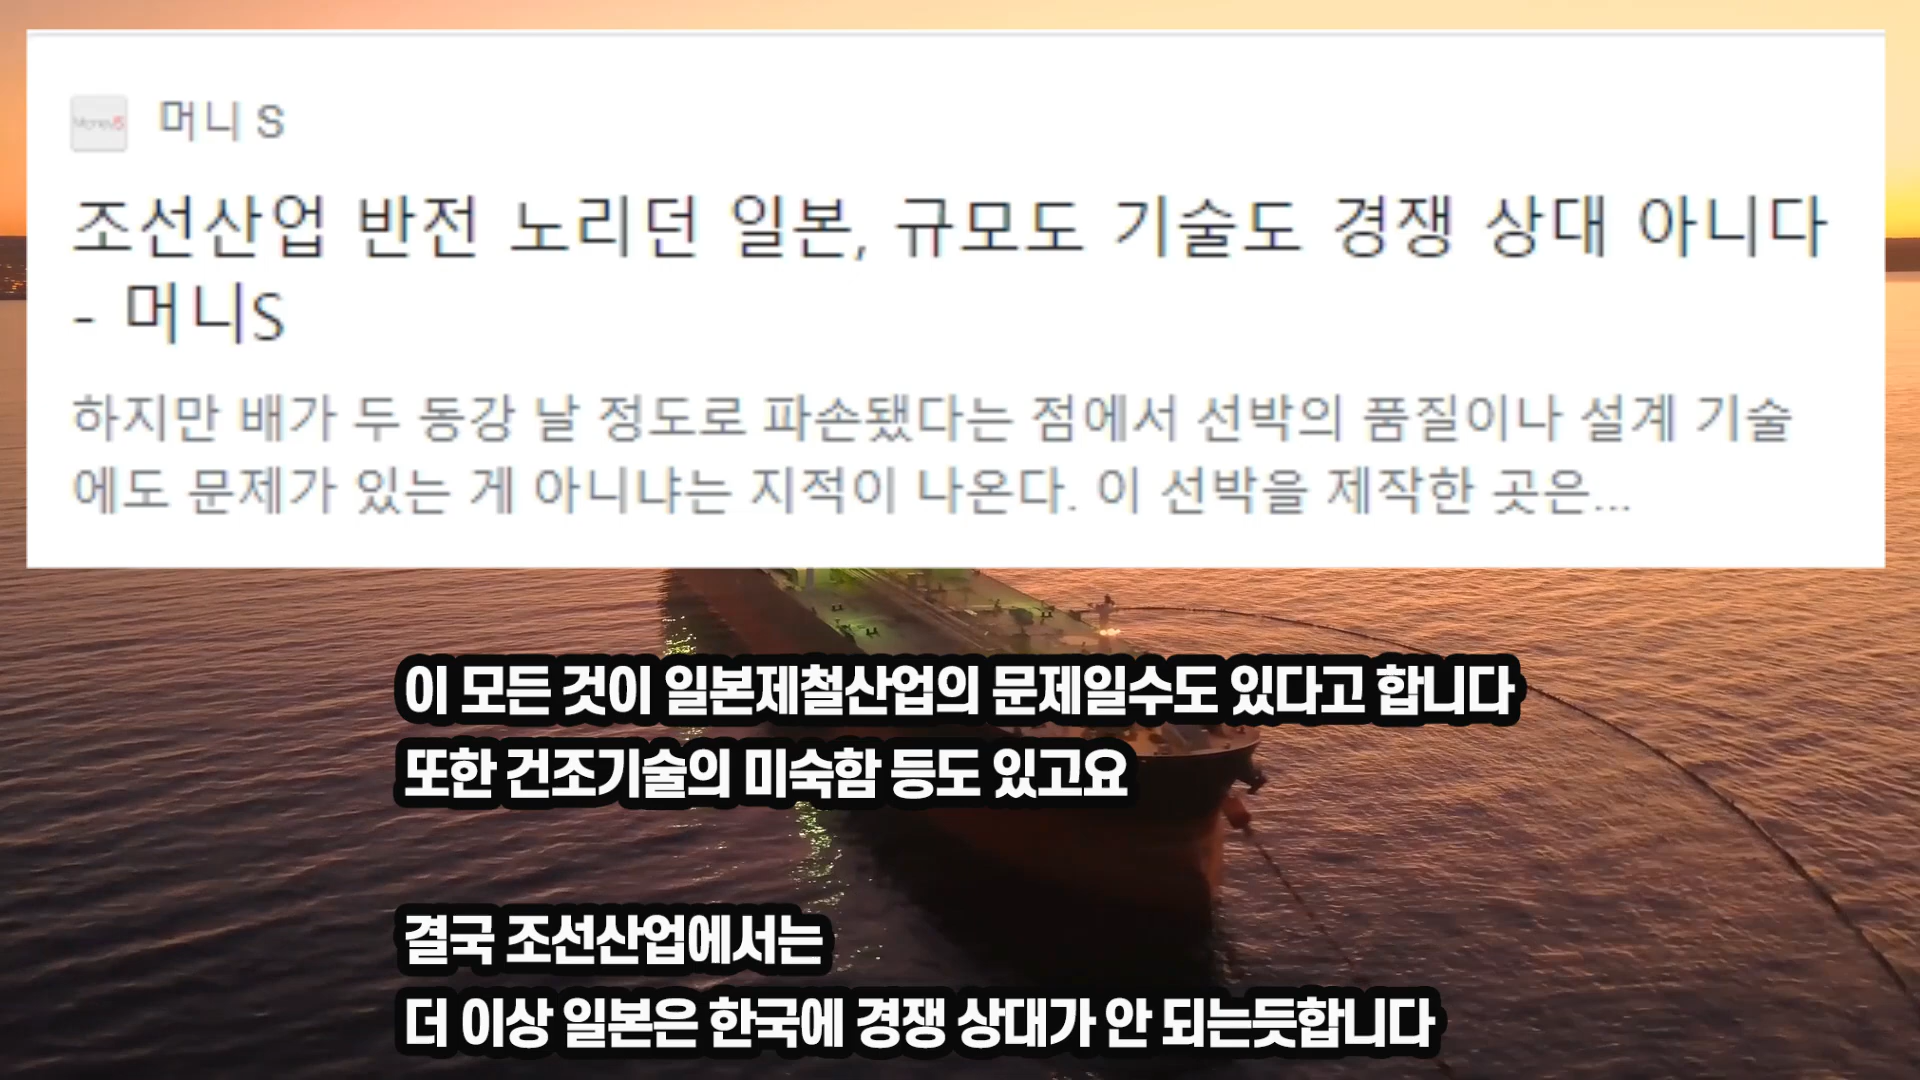 머니 S
조선산업 반전 노리던 일본, 규모도 기술도 경쟁 상대 아니다
- 머니S
하지만 배가 두 동강 날 정도로 파손됐다는 점에서 선박의 품질이나 설계 기술
에도 문제가 있는 게 아니냐는 지적이 나온다. 이 선박을 제작한 곳은...
이 모든 것이 일본제철산업의 문제일수도 있다고 합니다
또한 건조기술의 미숙함 등도 있고요
결국 조선산업에서는
더 이상 일본은 한국에 경쟁 상대가 안 되는듯합니다